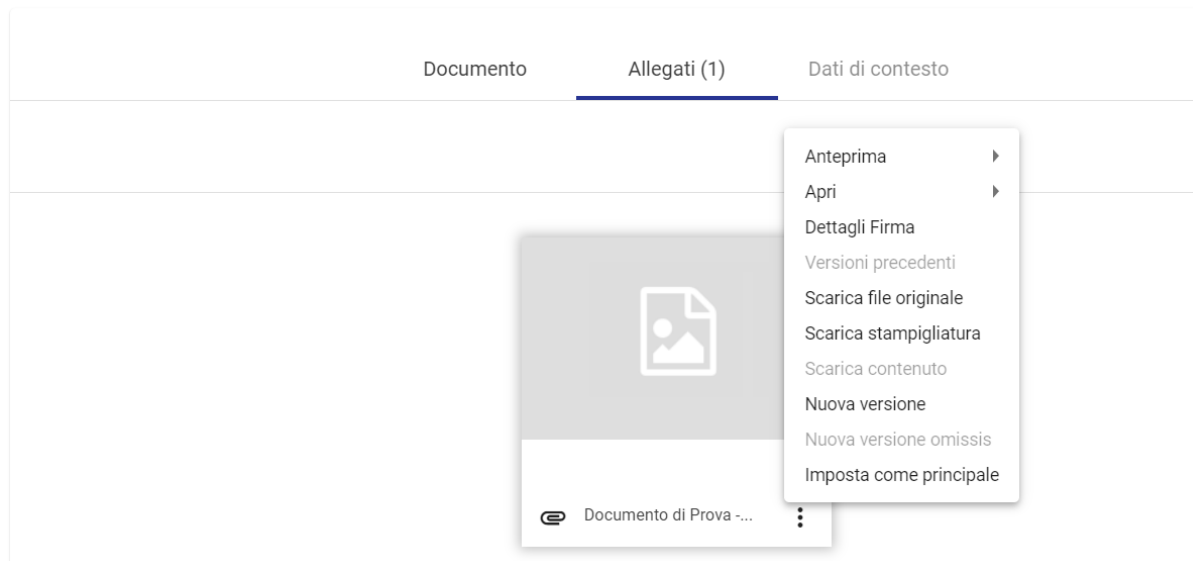 Documento Allegati (1) Dati di contesto
Anteprima
Apri
Dettagli Firma
Versioni precedenti
Scarica file originale
Scarica stampigliatura
Scarica contenuto
Nuova versione
Nuova versione omissis
Imposta come principale
Documento di Prova -...